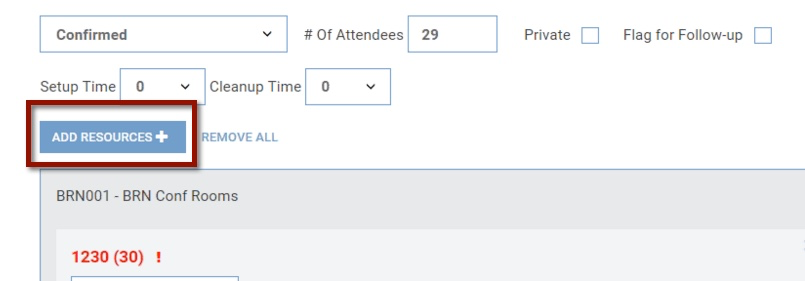 Confirmed # Of Attendees 29 Private Flag for Follow-up
Setup Time 0 Cleanup Time 0
ADD RESOURCES + REMOVE ALL
BRN001 - BRN Conf Rooms
1230 (30) !